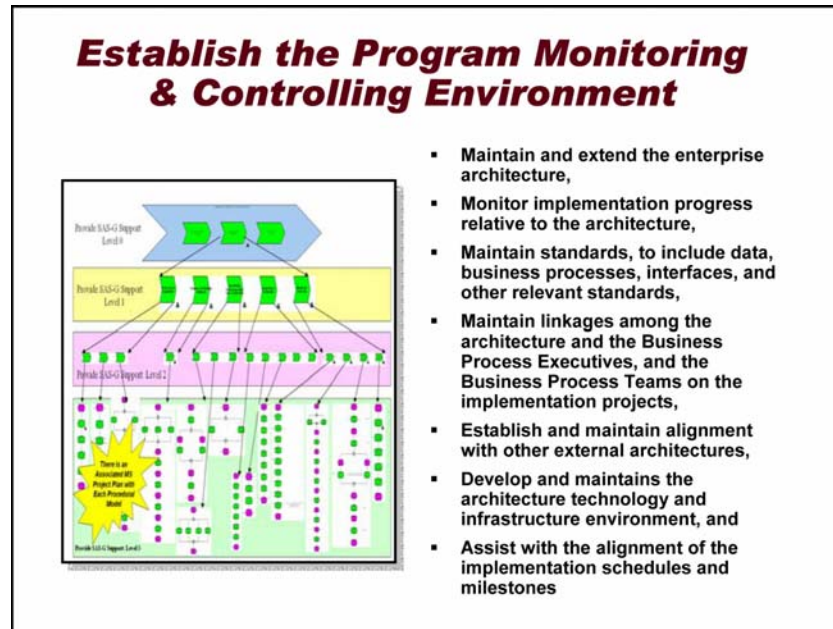 Establish the Program Monitoring
& Controlling Environment
Provide SAS-G Support
Level 0
Provide SAS-G Support
Level 1
Provide SAS-G Support Level 2
There is an
Associated MS
Project Plan with
Each Procedural
Model
Provide SAS-G Support Level 3
▪ Maintain and extend the enterprise
architecture,
▪ Monitor implementation progress
relative to the architecture,
▪ Maintain standards, to include data,
business processes, interfaces, and
other relevant standards,
▪ Maintain linkages among the
architecture and the Business
Process Executives, and the
Business Process Teams on the
implementation projects,
▪ Establish and maintain alignment
with other external architectures,
▪ Develop and maintains the
architecture technology and
infrastructure environment, and
▪ Assist with the alignment of the
implementation schedules and
milestones